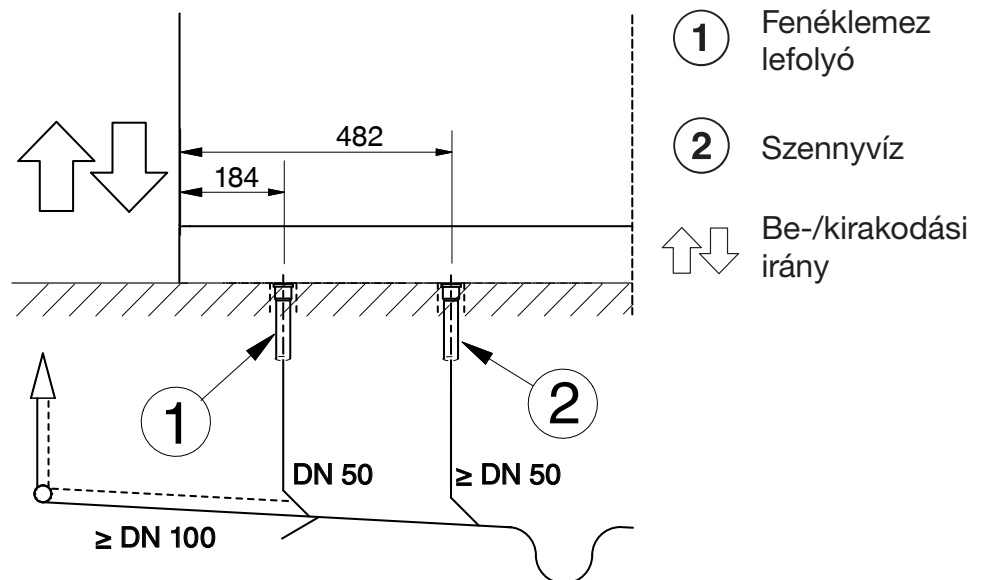 482
184
1
2
DN 50
≥ DN 50
≥ DN 100
1
Fenéklemez
lefolyó
2
Szennyvíz
Be-/kirakodási
irány